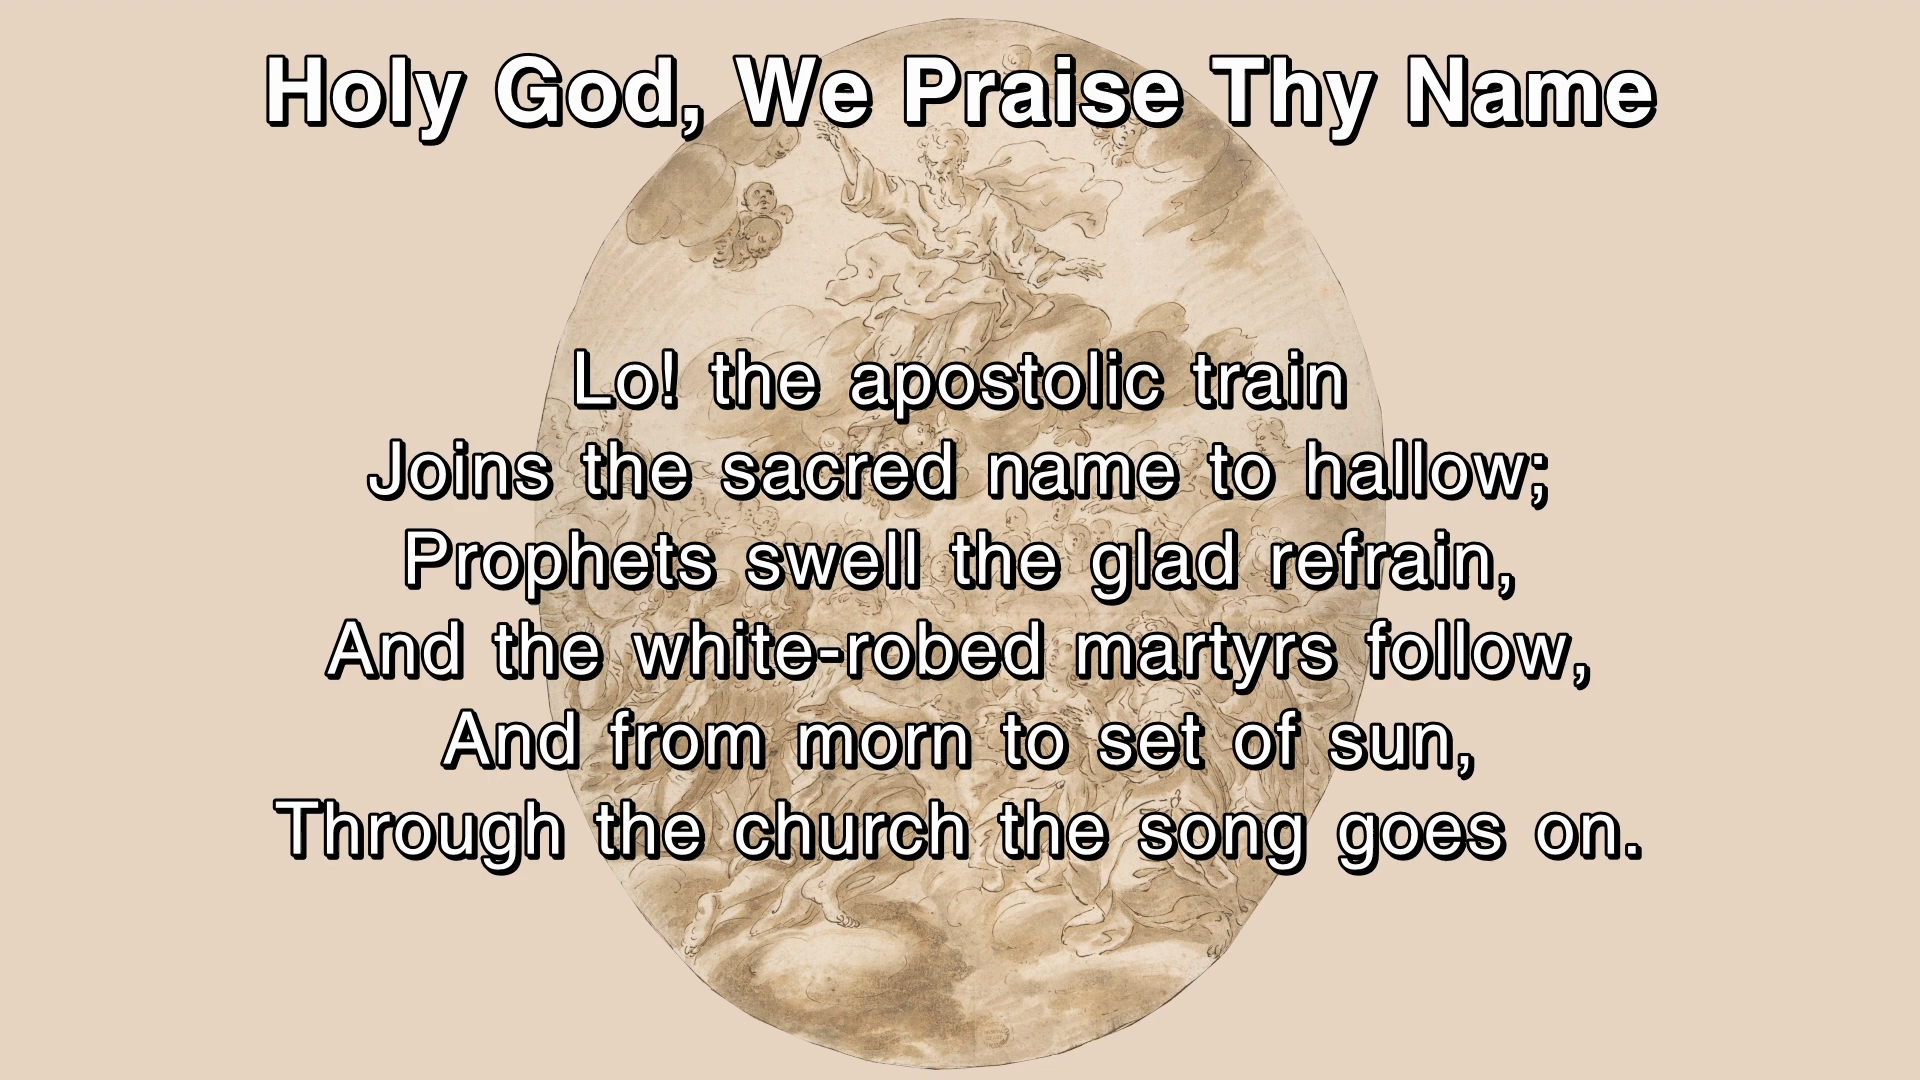 Holy God, We Praise Thy Name
Lo! the apostolic train
Joins the sacred name to hallow;
Prophets swell the glad refrain,
And the white-robed martyrs follow,
And from morn to set of sun,
Through the church the song goes on.